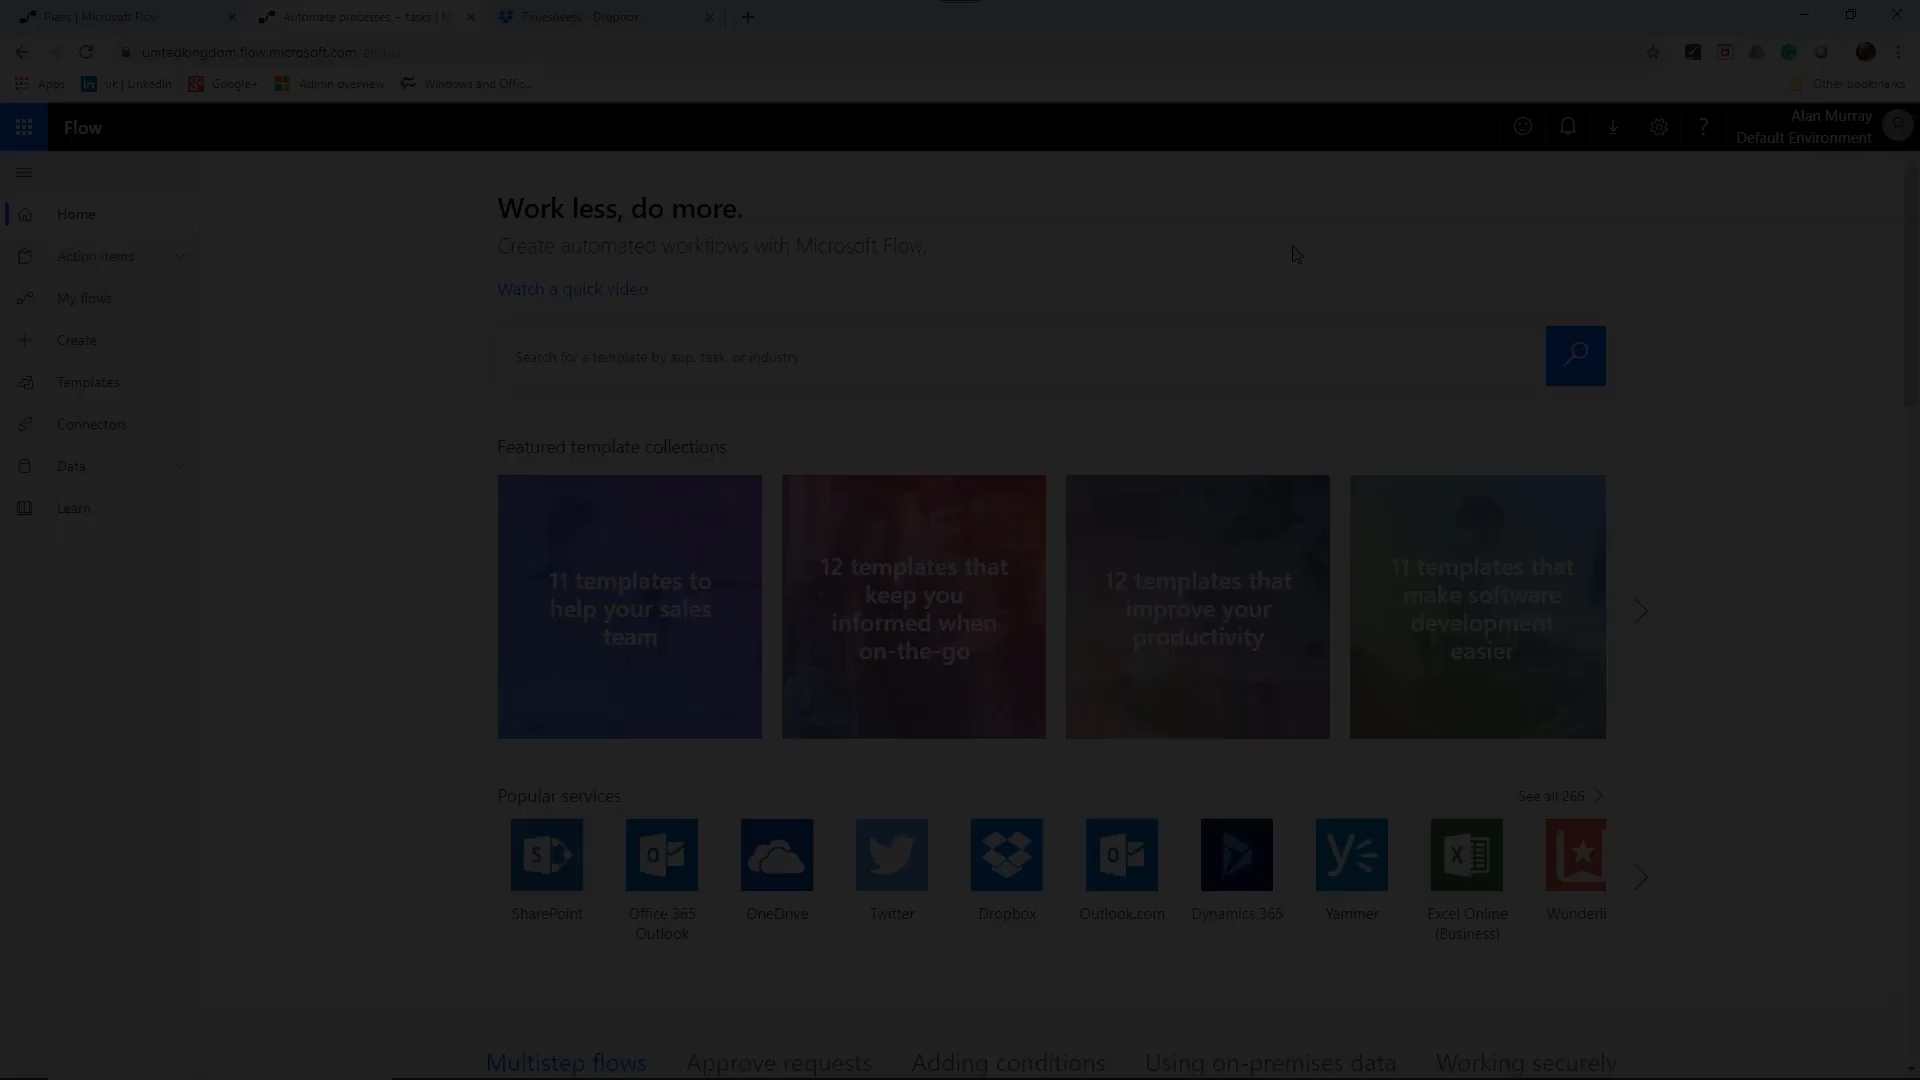 Plans | Microsoft Flow
Automate processes + tasks | M
Timesheets - Dropbox
unitedkingdom.flow.microsoft.com/en-us/
Apps
uk | LinkedIn
Google+
Admin overview
Windows and Offic...
Other bookmarks
Flow
Alan Murray
Default Environment
Home
Action items
My flows
Create
Templates
Connectors
Data
Learn
Work less, do more.
Create automated workflows with Microsoft Flow.
Watch a quick video
Search for a template by app, task, or industry
Featured template collections
11 templates to
help your sales
team
12 templates that
keep you
informed when
on-the-go
12 templates that
improve your
productivity
11 templates that
make software
development
easier
Popular services
See all 266
SharePoint
Office 365
Outlook
OneDrive
Twitter
Dropbox
Outlook.com
Dynamics 365
Yammer
Excel Online
(Business)
Wunderli
Multistep flows
Approve requests
Adding conditions
Using on-premises data
Working securely